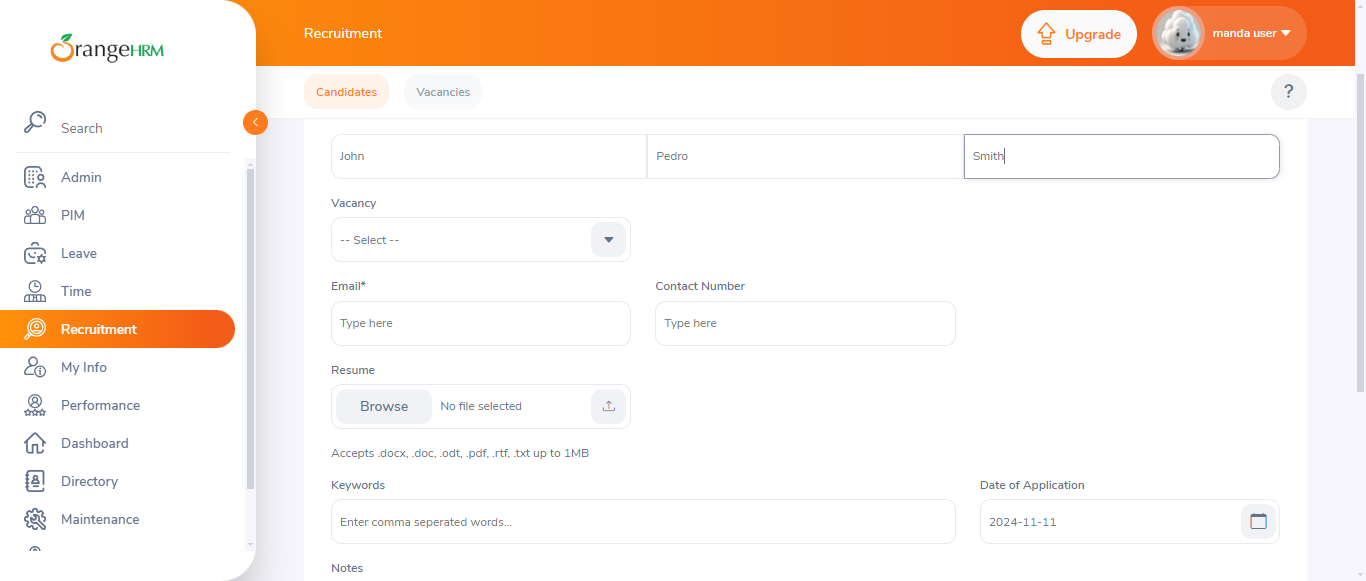 OrangeHRM
Recruitment
Upgrade
manda user
Candidates
Vacancies
?
Search
Admin
PIM
Leave
Time
Recruitment
My Info
Performance
Dashboard
Directory
Maintenance
John
Pedro
Smith
Vacancy
-- Select --
Email*
Contact Number
Type here
Type here
Resume
Browse
No file selected
Accepts .docx, .doc, .odt, .pdf, .rtf, .txt up to 1MB
Keywords
Date of Application
Enter comma seperated words...
2024-11-11
Notes